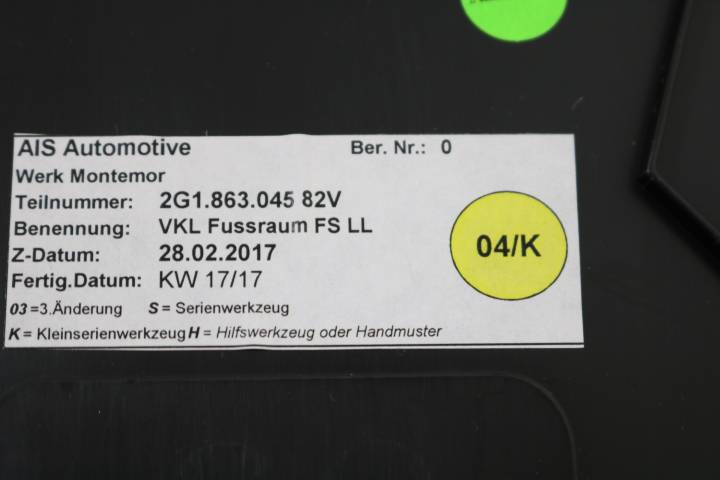 AIS Automotive Ber. Nr.: 0
Werk Montemor
Teilnummer: 2G1.863.045 82V
Benennung: VKL Fussraum FS LL
Z-Datum: 28.02.2017
Fertig.Datum: KW 17/17
04/K
03 =3.Änderung S = Serienwerkzeug
K = Kleinserienwerkzeug H = Hilfswerkzeug oder Handmuster